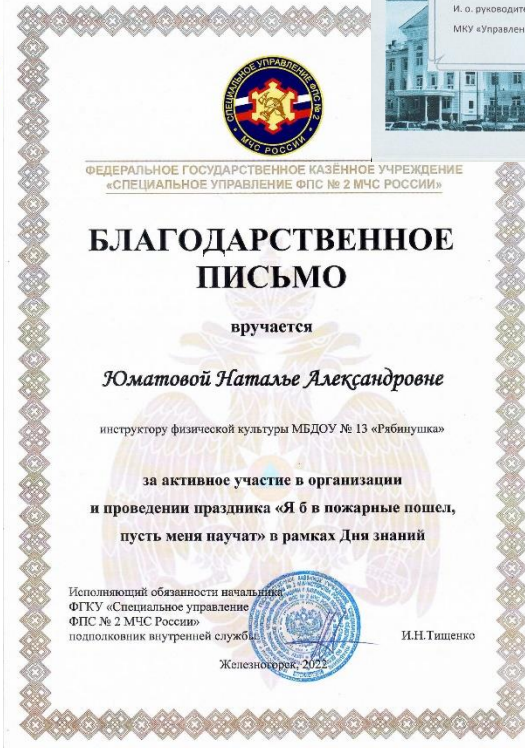 И. о. руководите
МКУ «Управлен
СПЕЦИАЛЬНОЕ УПРАВЛЕНИЕ ФПС № 2
МЧС РОССИИ
ФЕДЕРАЛЬНОЕ ГОСУДАРСТВЕННОЕ КАЗЁННОЕ УЧРЕЖДЕНИЕ
«СПЕЦИАЛЬНОЕ УПРАВЛЕНИЕ ФПС № 2 МЧС РОССИИ»
БЛАГОДАРСТВЕННОЕ
ПИСЬМО
вручается
Юматовой Наталье Александровне
инструктору физической культуры МБДОУ № 13 «Рябинушка»
за активное участие в организации
и проведении праздника «Я б в пожарные пошел,
пусть меня научат» в рамках Дня знаний
Исполняющий обязанности начальника
ФГКУ «Специальное управление
ФПС № 2 МЧС России»
подполковник внутренней службы
И.Н.Тищенко
Железногорск, 2022